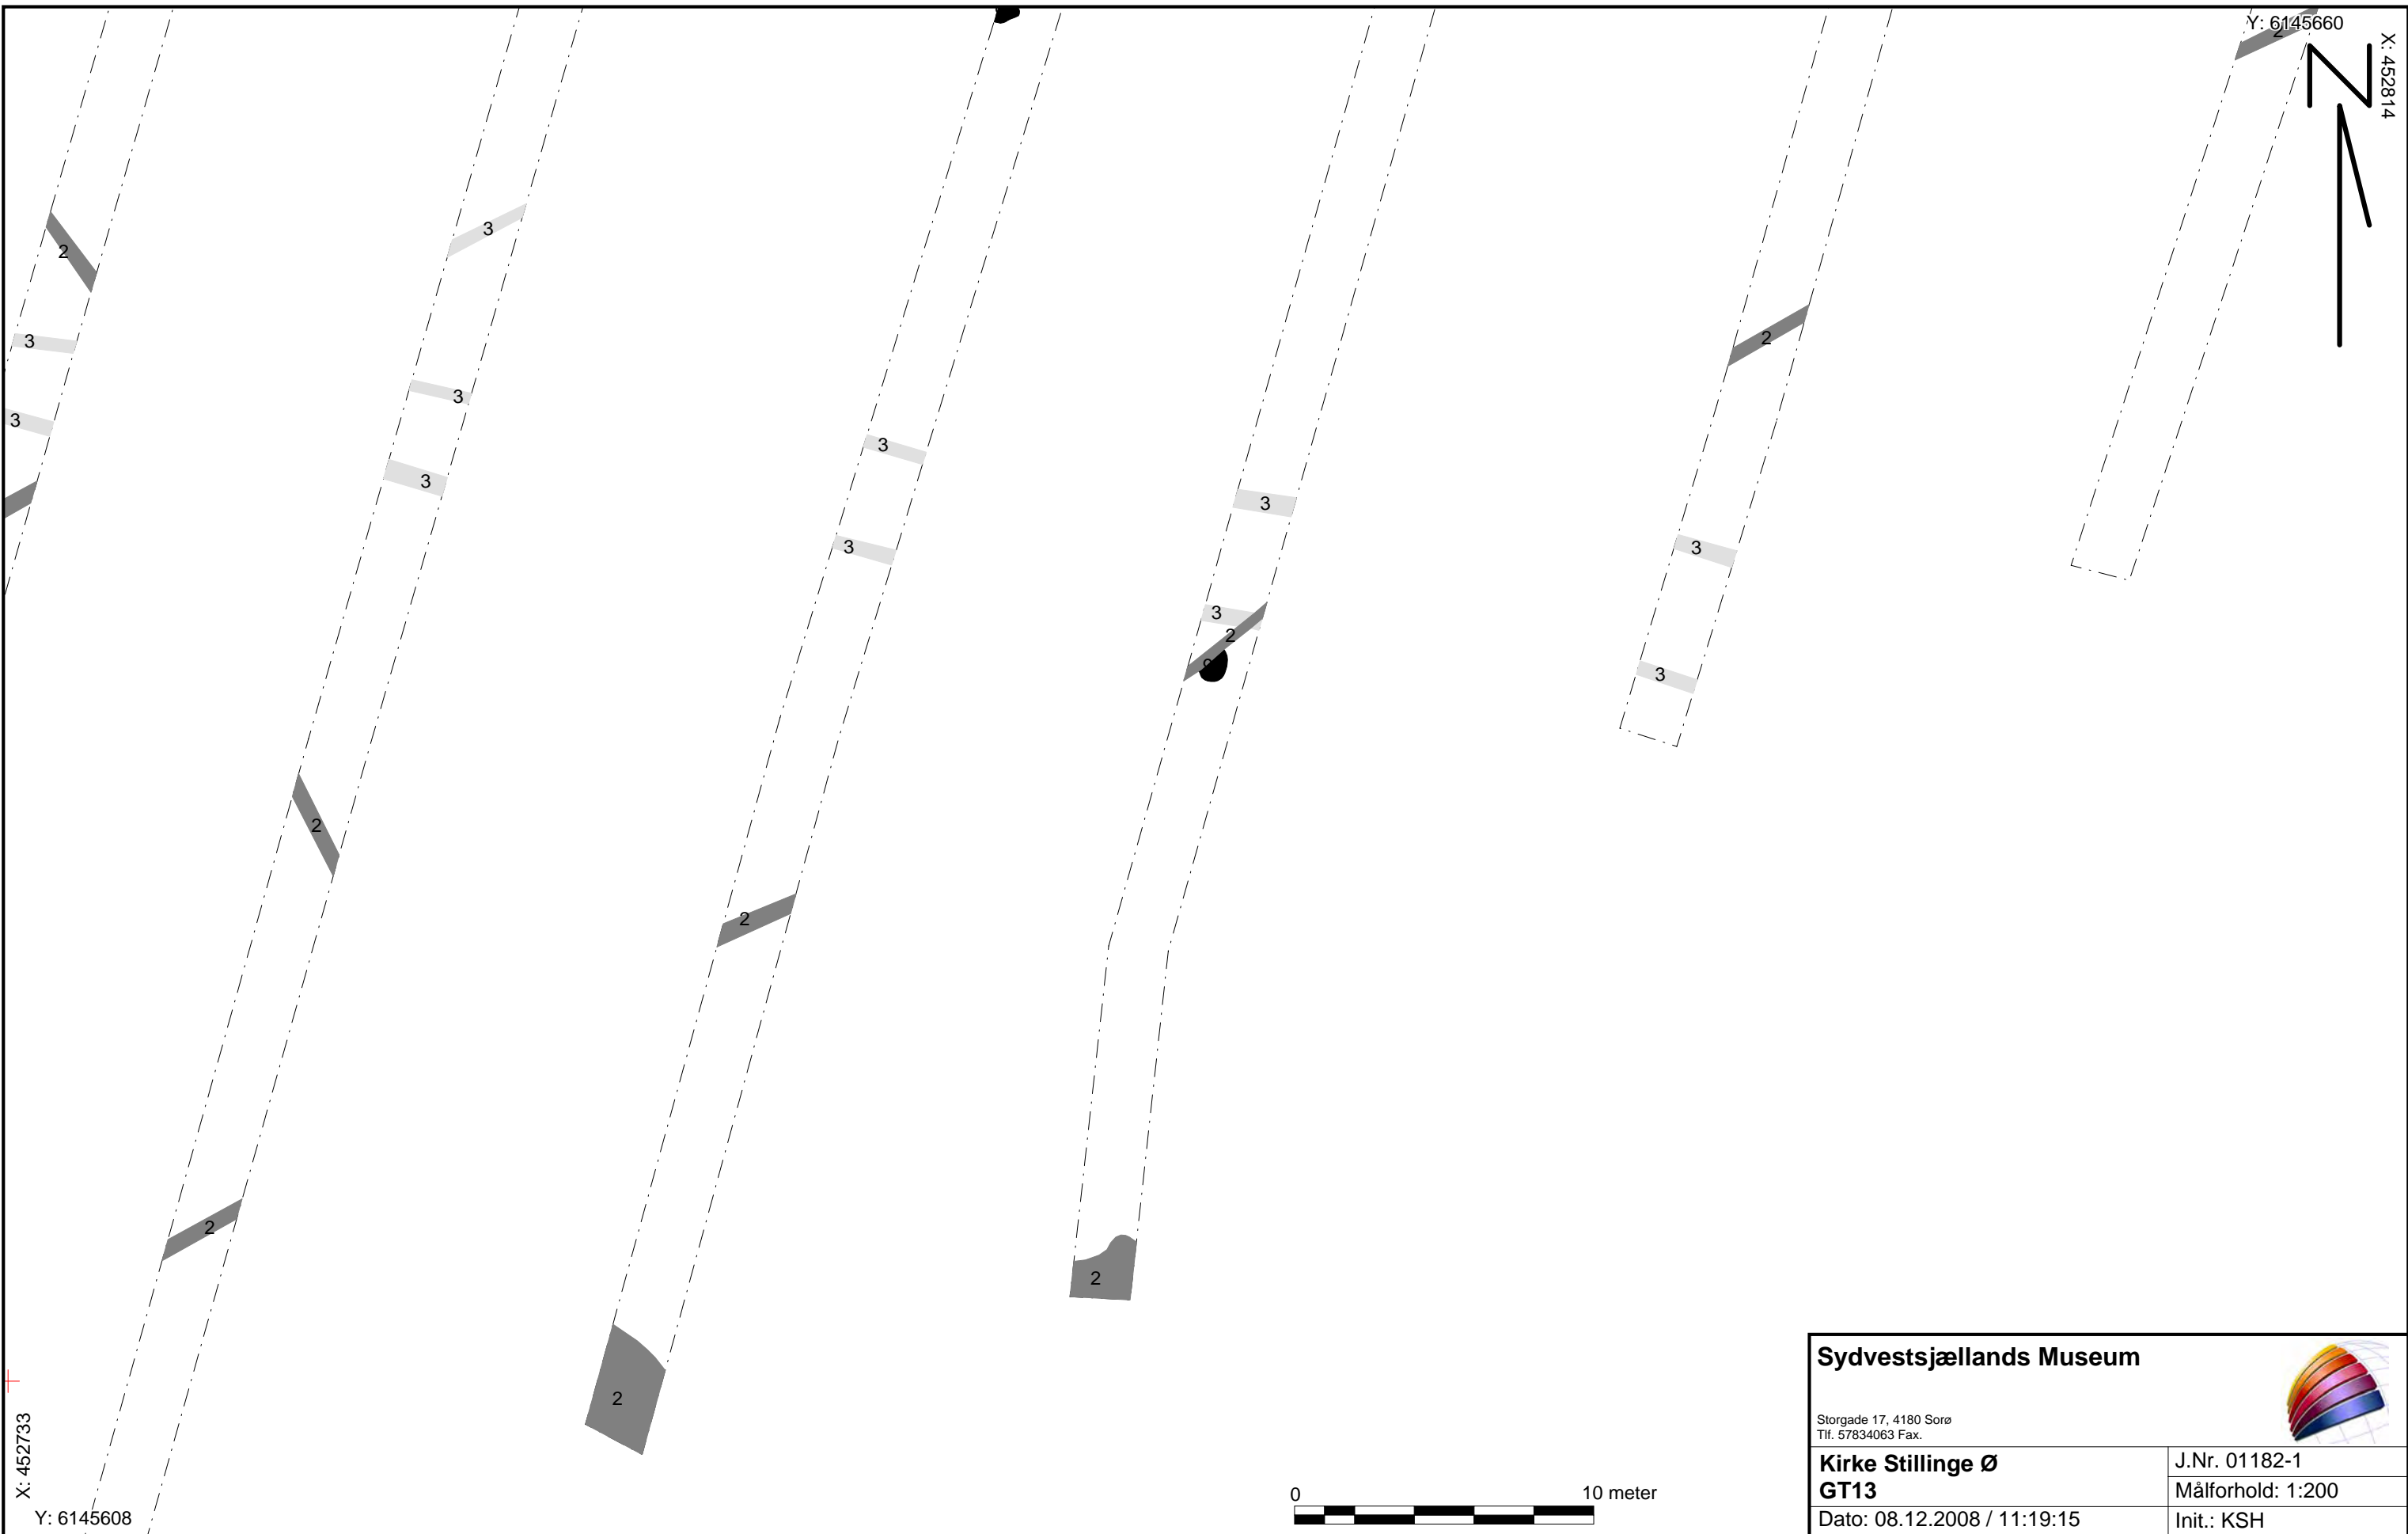 Y: 6145660
2
X: 452814
3
2
2
3
3
3
3
3
3
3
3
3
3
2
3
2
3
2
2
2
2
2
X: 452733
Y: 6145608
0 10 meter
Sydvestsjællands Museum
Storgade 17, 4180 Sorø
Tlf. 57834063 Fax.
Kirke Stillinge Ø
GT13
J.Nr. 01182-1
Målforhold: 1:200
Dato: 08.12.2008 / 11:19:15
Init.: KSH